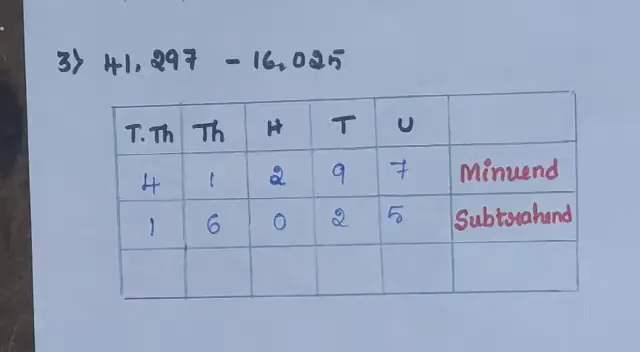 3) 41,297 - 16,025
T.Th Th H T U
4 1 2 9 7 Minuend
1 6 0 2 5 Subtrahend